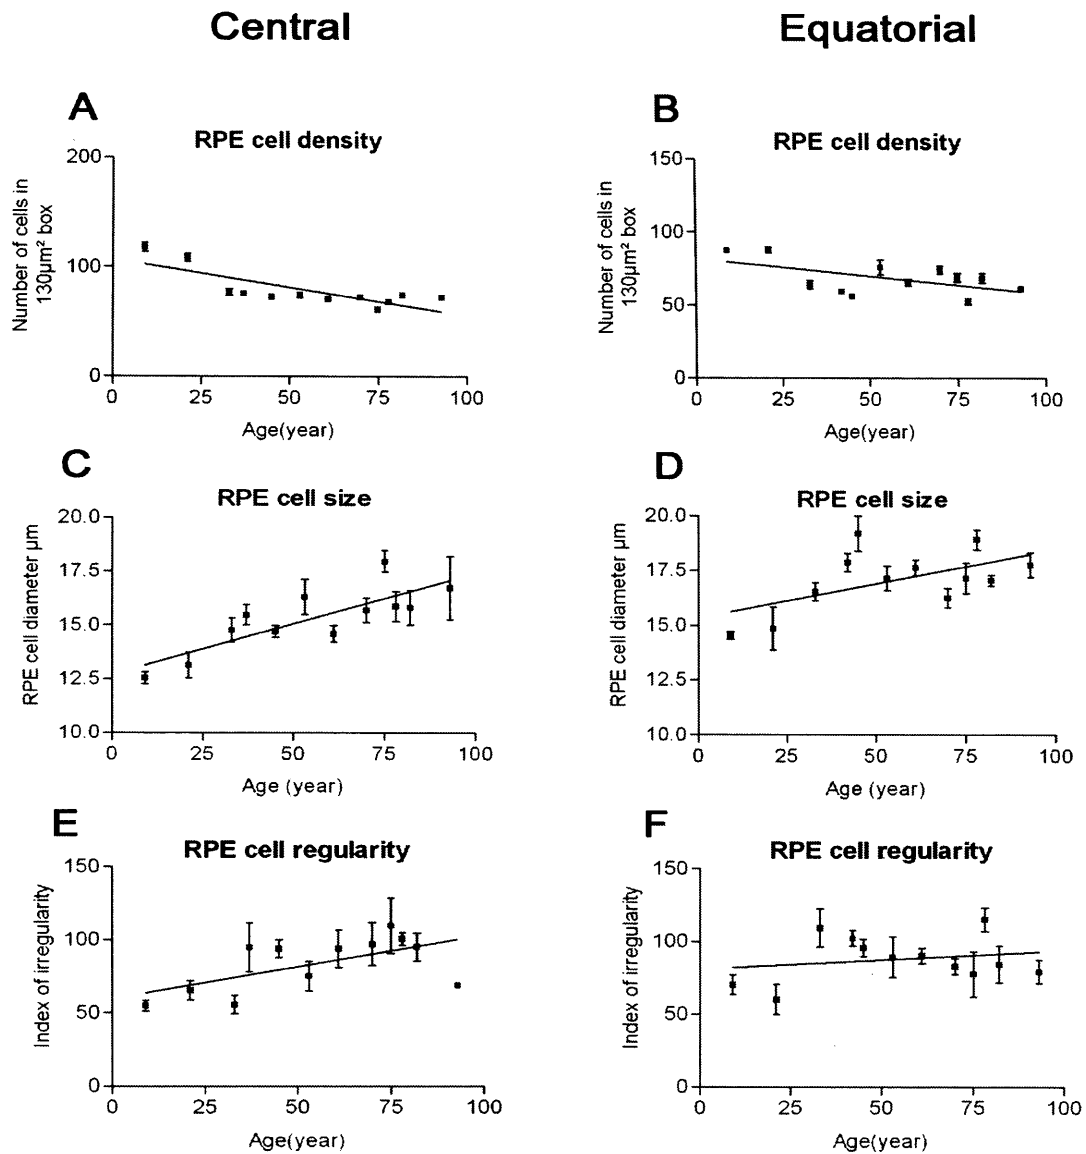 Central
Equatorial
A
RPE cell density
Number of cells in
130µm² box
200
100
0
0 25 50 75 100
Age(year)
B
RPE cell density
Number of cells in
130µm² box
150
100
50
0
0 25 50 75 100
Age(year)
C
RPE cell size
RPE cell diameter µm
20.0
17.5
15.0
12.5
10.0
0 25 50 75 100
Age (year)
D
RPE cell size
RPE cell diameter µm
20.0
17.5
15.0
12.5
10.0
0 25 50 75 100
Age (year)
E
RPE cell regularity
Index of irregularity
150
100
50
0
0 25 50 75 100
Age(year)
F
RPE cell regularity
Index of irregularity
150
100
50
0
0 25 50 75 100
Age(year)